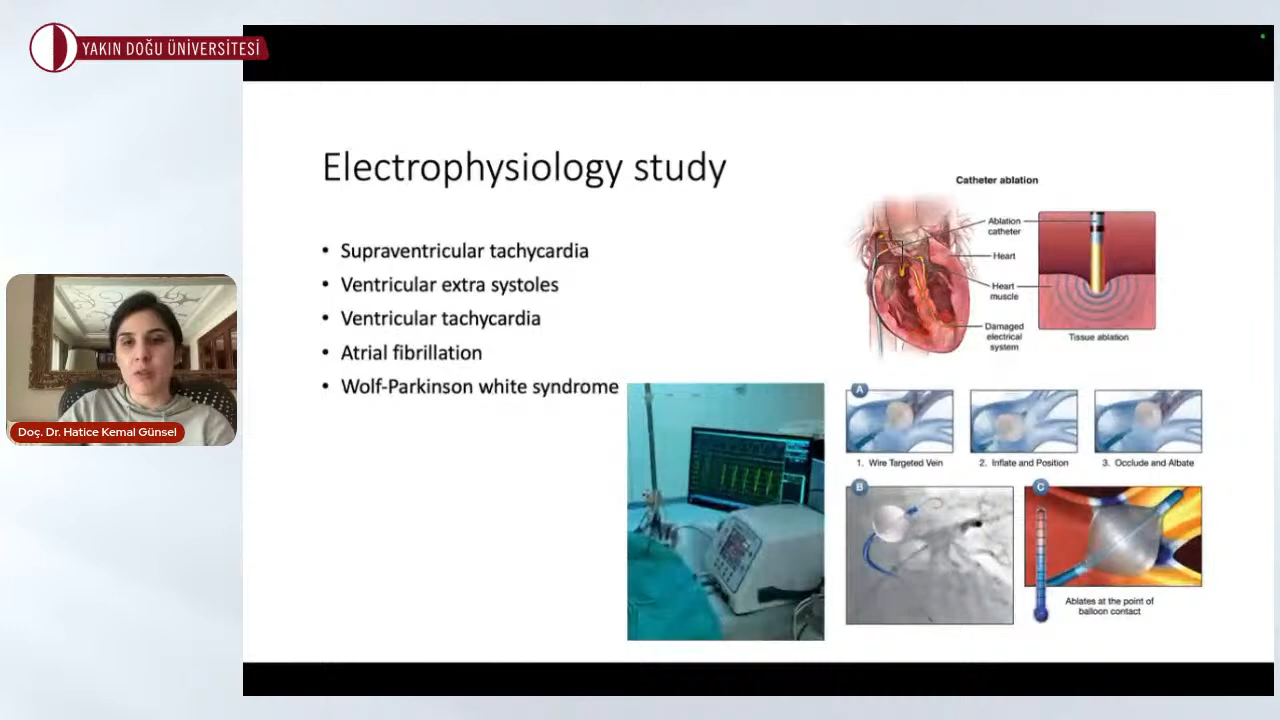 YAKIN DOĞU ÜNİVERSİTESİ
Electrophysiology study
• Supraventricular tachycardia
• Ventricular extra systoles
• Ventricular tachycardia
• Atrial fibrillation
• Wolf-Parkinson white syndrome
Doç. Dr. Hatice Kemal Günsel
Catheter ablation
Ablation
catheter
Heart
Heart
muscle
Damaged
electrical
system
Tissue ablation
A
1. Wire Targeted Vein
2. Inflate and Position
3. Occlude and Albate
B
C
Ablates at the point of
balloon contact